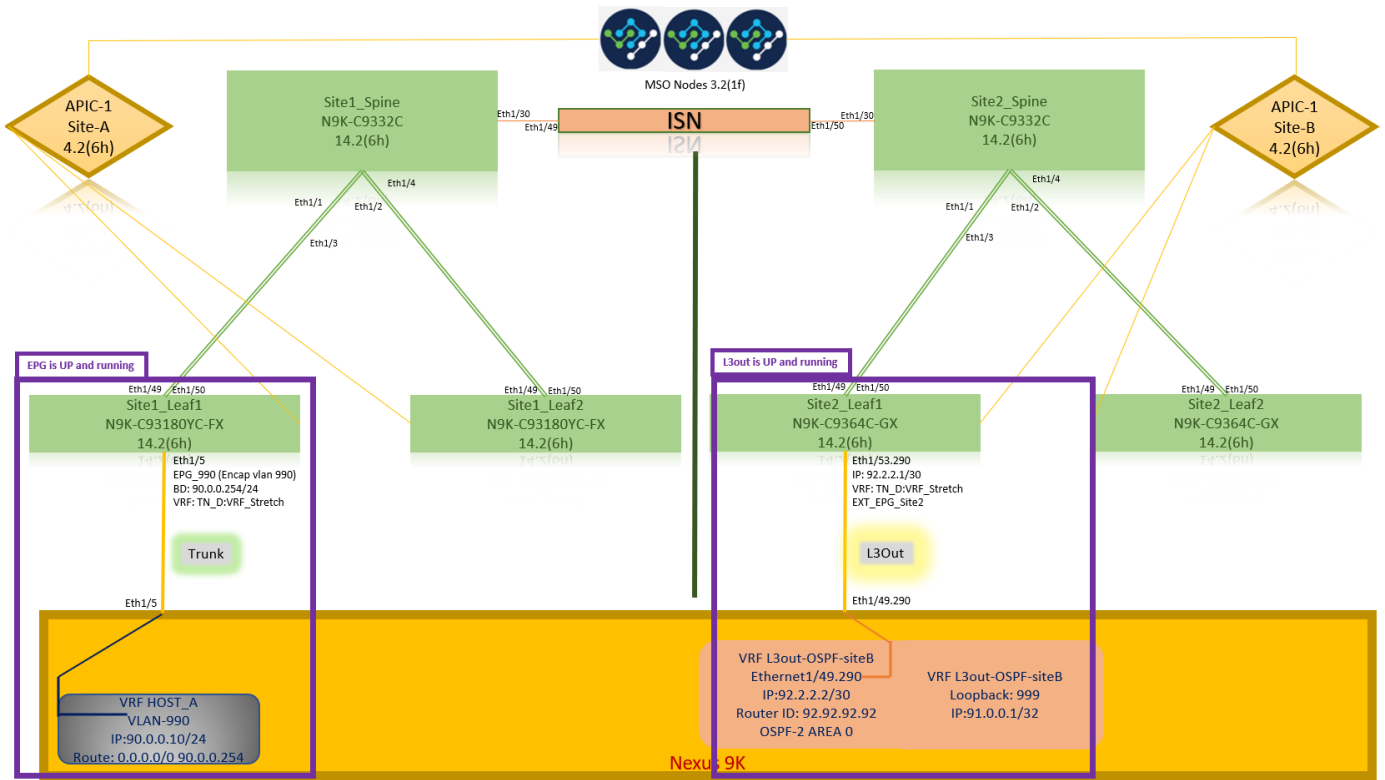 MSO Nodes 3.2(1f)
APIC-1
Site-A
4.2(6h)
Site1_Spine
N9K-C9332C
14.2(6h)
Eth1/30
Eth1/49
ISN
Eth1/30
Eth1/50
Site2_Spine
N9K-C9332C
14.2(6h)
APIC-1
Site-B
4.2(6h)
Eth1/4
Eth1/1
Eth1/2
Eth1/3
Eth1/4
Eth1/1
Eth1/2
Eth1/3
EPG is UP and running
L3out is UP and running
Eth1/49
Eth1/50
Site1_Leaf1
N9K-C93180YC-FX
14.2(6h)
Eth1/49
Eth1/50
Site1_Leaf2
N9K-C93180YC-FX
14.2(6h)
Eth1/49
Eth1/50
Site2_Leaf1
N9K-C9364C-GX
14.2(6h)
Eth1/49
Eth1/50
Site2_Leaf2
N9K-C9364C-GX
14.2(6h)
Eth1/5
EPG_990 (Encap vlan 990)
BD: 90.0.0.254/24
VRF: TN_D:VRF_Stretch
Eth1/53.290
IP: 92.2.2.1/30
VRF: TN_D:VRF_Stretch
EXT_EPG_Site2
Trunk
L3Out
Eth1/5
Eth1/49.290
VRF HOST_A
VLAN-990
IP:90.0.0.10/24
Route: 0.0.0.0/0 90.0.0.254
VRF L3out-OSPF-siteB
Ethernet1/49.290
IP:92.2.2.2/30
Router ID: 92.92.92.92
OSPF-2 AREA 0
VRF L3out-OSPF-siteB
Loopback: 999
IP:91.0.0.1/32
Nexus 9K